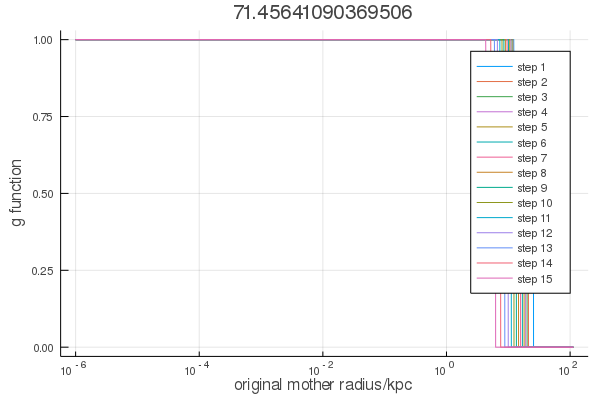 71.45641090369506
1.00
0.75
0.50
0.25
0.00
g function
step 1
step 2
step 3
step 4
step 5
step 6
step 7
step 8
step 9
step 10
step 11
step 12
step 13
step 14
step 15
10^-6 10^-4 10^-2 10^0 10^2
original mother radius/kpc